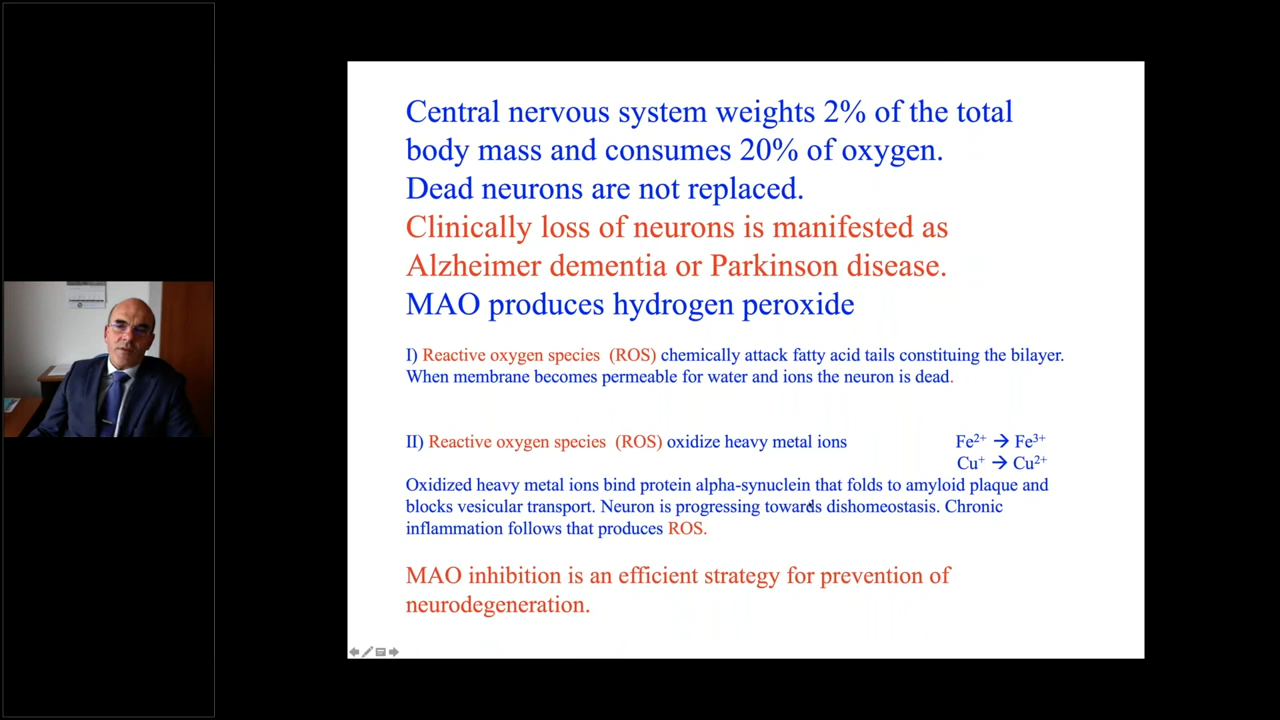 Central nervous system weights 2% of the total
body mass and consumes 20% of oxygen.
Dead neurons are not replaced.
Clinically loss of neurons is manifested as
Alzheimer dementia or Parkinson disease.
MAO produces hydrogen peroxide
I) Reactive oxygen species (ROS) chemically attack fatty acid tails constituing the bilayer.
When membrane becomes permeable for water and ions the neuron is dead.
II) Reactive oxygen species (ROS) oxidize heavy metal ions
Fe²⁺ → Fe³⁺
Cu⁺ → Cu²⁺
Oxidized heavy metal ions bind protein alpha-synuclein that folds to amyloid plaque and
blocks vesicular transport. Neuron is progressing towards dishomeostasis. Chronic
inflammation follows that produces ROS.
MAO inhibition is an efficient strategy for prevention of
neurodegeneration.